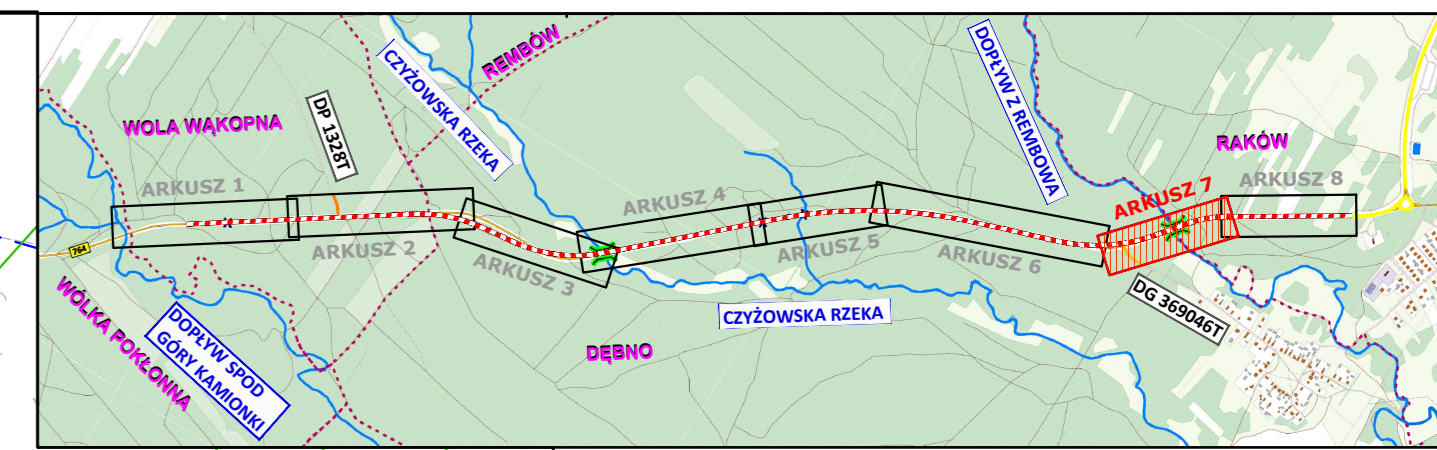 REMBÓW
CZYŻOWSKA RZEKA
DOPŁYW Z REMBOWA
WOLA WĄKOPNA
DP 1328T
RAKÓW
ARKUSZ 1
ARKUSZ 2
ARKUSZ 3
ARKUSZ 4
ARKUSZ 5
ARKUSZ 6
ARKUSZ 7
ARKUSZ 8
764
WÓLKA POKŁONNA
DOPŁYW SPOD
GÓRY KAMIONKI
DĘBNO
CZYŻOWSKA RZEKA
DG 369046T